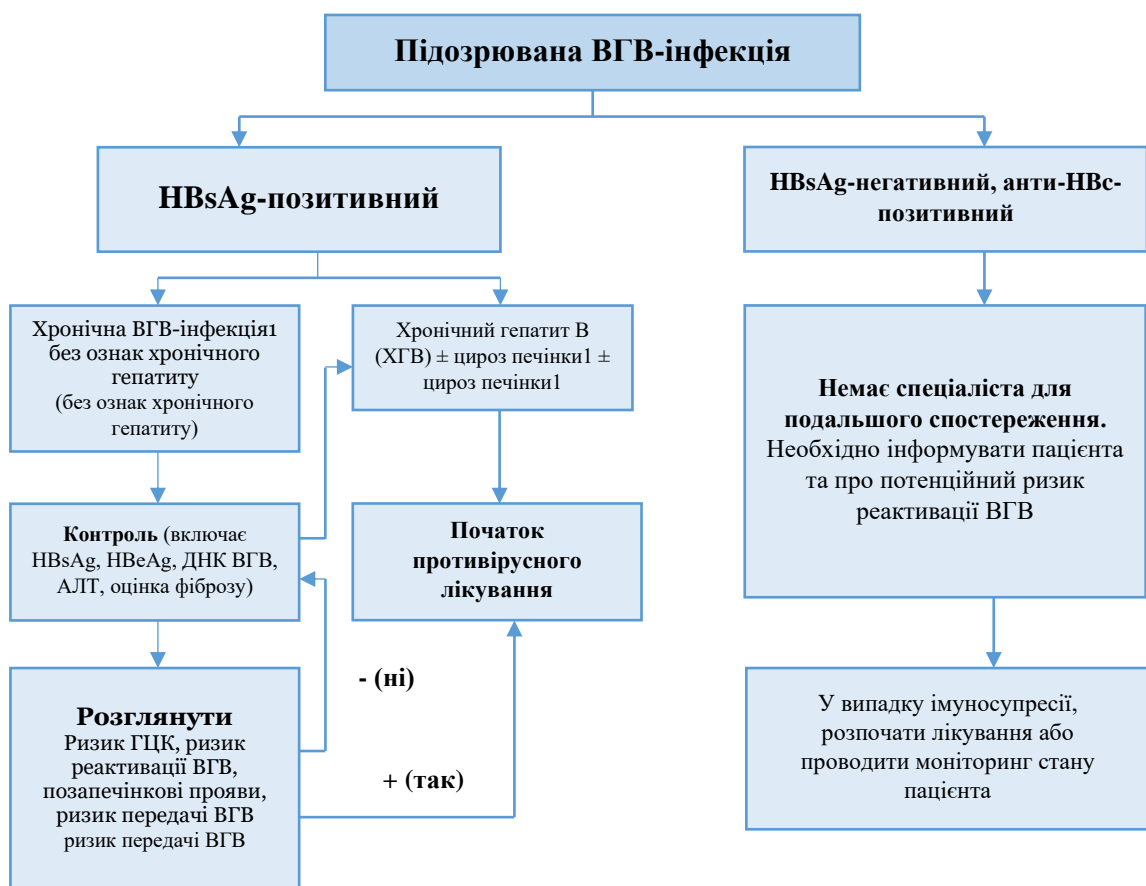 Підозрювана ВГВ-інфекція
HBsAg-позитивний
HBsAg-негативний, анти-HBc-
позитивний
Хронічна ВГВ-інфекція1
без ознак хронічного
гепатиту
(без ознак хронічного
гепатиту)
Хронічний гепатит В
(ХГВ) ± цироз печінки1 ±
цироз печінки1
Немає спеціаліста для
подальшого спостереження.
Необхідно інформувати пацієнта
та про потенційний ризик
реактивації ВГВ
Контроль (включає
HBsAg, HBeAg, ДНК ВГВ,
АЛТ, оцінка фіброзу)
Початок
противірусного
лікування
- (ні)
+ (так)
Розглянути
Ризик ГЦК, ризик
реактивації ВГВ,
позапечінкові прояви,
ризик передачі ВГВ
ризик передачі ВГВ
У випадку імуносупресії,
розпочати лікування або
проводити моніторинг стану
пацієнта